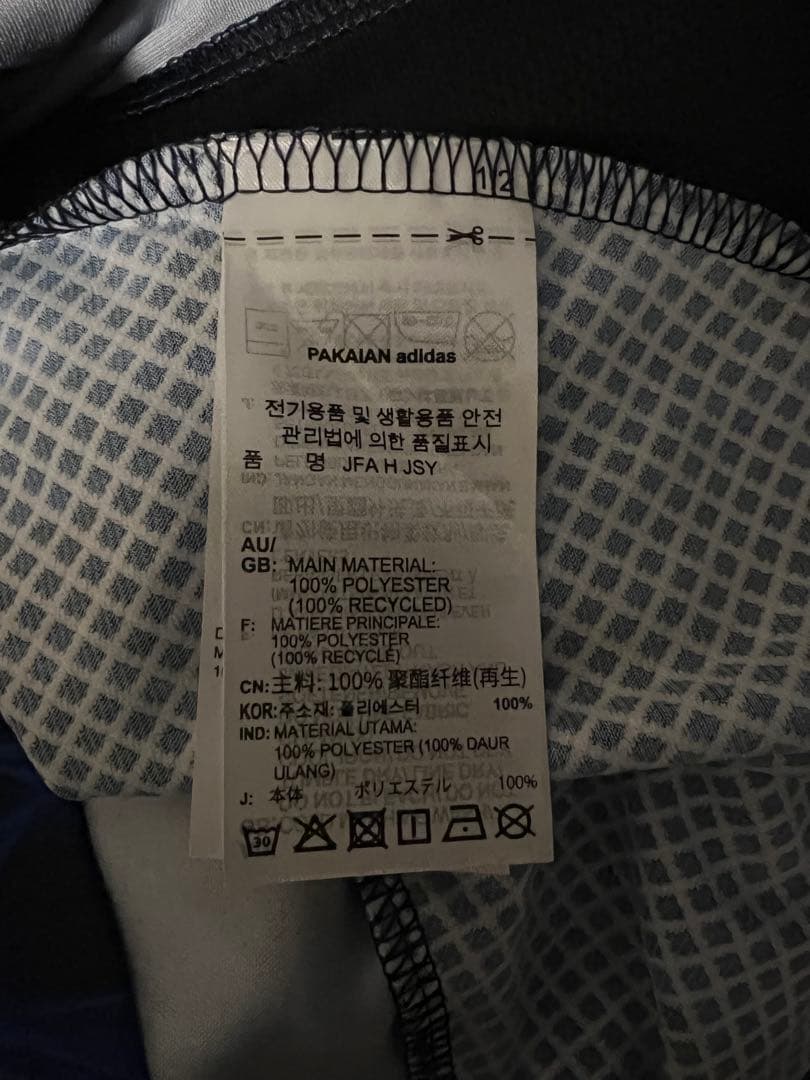 12
PAKAIAN adidas
전기용품 및 생활용품 안전
관리법에 의한 품질표시
품 명 JFA H JSY
AU/
GB: MAIN MATERIAL:
100% POLYESTER
(100% RECYCLED)
F: MATIERE PRINCIPALE:
100% POLYESTER
(100% RECYCLÉ)
CN:主料: 100% 聚酯纤维(再生)
KOR:주소재: 폴리에스터 100%
IND: MATERIAL UTAMA:
100% POLYESTER (100% DAUR
ULANG)
J: 本体 ポリエステル 100%
30